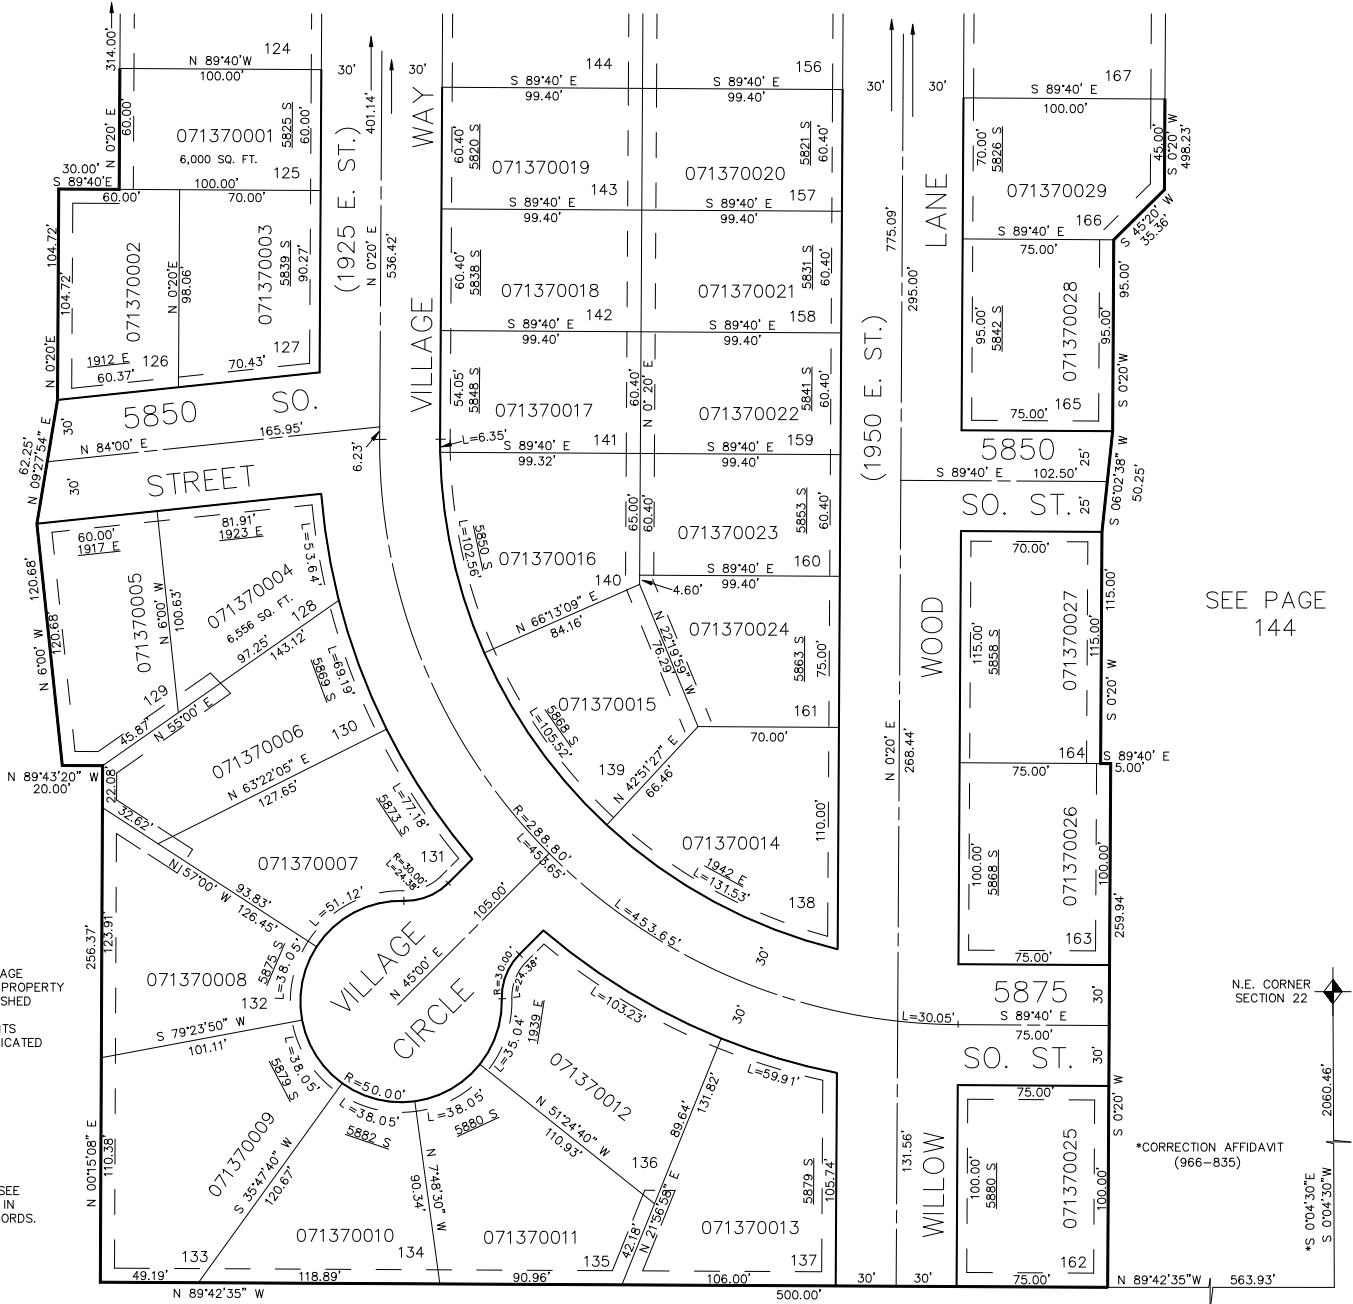 314.00'
N 0°20' E
124
N 89°40'W
100.00'
60.00'
071370001
6,000 SQ. FT.
5825 S
60.00'
125
30.00'
S 89°40'E
100.00'
60.00'
70.00'
104.72'
104.72'
N 0°20'E
071370002
N 0°20'E
98.06'
071370003
5839 S
90.27'
1912 E
126
127
60.37'
70.43'
30'
401.14'
30'
(1925 E. ST.)
N 0°20' E
536.42'
VILLAGE WAY
144
S 89°40' E
99.40'
60.40'
5820 S
071370019
143
S 89°40' E
99.40'
60.40'
5838 S
071370018
142
S 89°40' E
99.40'
54.05'
5848 S
071370017
60.40'
N 0°20' E
141
L=6.35'
S 89°40' E
99.32'
156
S 89°40' E
99.40'
5821 S
60.40'
071370020
157
S 89°40' E
99.40'
5831 S
60.40'
071370021
158
S 89°40' E
99.40'
5841 S
60.40'
071370022
159
S 89°40' E
99.40'
30'
30'
775.09'
295.00'
(1950 E. ST.)
WILLOW WOOD LANE
167
S 89°40' E
100.00'
70.00'
5826 S
45.00'
S 0°20' W
498.23'
071370029
166
S 45°20' W
35.36'
S 89°40' E
75.00'
95.00'
95.00'
5842 S
071370028
95.00'
S 0°20'W
75.00'
165
62.25'
N 09°27'54" E
30'
5850 SO.
N 84°00' E
165.95'
6.23'
30'
STREET
5850
25'
S 89°40' E
102.50'
SO. ST.
25'
S 06°02'38" W
50.25'
60.00'
1917 E
81.91'
1923 E
L=53.64'
120.68'
N 6°00' W
120.68'
071370005
N 6°00' W
100.63'
071370004
6,556 SQ. FT.
128
97.25'
143.12'
129
45.87'
N 55°00' E
L=69.19'
5869 S
071370006
130
N 63°22'05" E
127.65'
N 89°43'20" W
20.00'
22.08'
32.62'
L=102.56'
5850 S
65.00'
60.40'
071370016
140
4.60'
N 66°13'09" E
84.16'
5853 S
60.40'
071370023
160
S 89°40' E
99.40'
071370024
N 22°19'59" W
76.29'
5863 S
75.00'
161
70.00'
071370015
5868 S
L=105.52'
139
N 42°51'27" E
66.46'
70.00'
115.00'
5858 S
071370027
115.00'
115.00'
S 0°20' W
164
75.00'
S 89°40' E
5.00'
SEE PAGE
144
N 0°20' E
268.44'
L=77.18'
5873 S
R=288.80'
L=453.65'
110.00'
071370014
1942 E
L=131.53'
138
071370007
131
R=30.00'
L=24.38'
N 57°00' W
93.83'
126.45'
L=51.12'
105.00'
N 45°00' E
VILLAGE
CIRCLE
L=453.65'
30'
100.00'
5868 S
071370026
100.00'
259.94'
163
75.00'
256.37'
123.91'
071370008
5875 S
L=38.05'
132
S 79°23'50" W
101.11'
R=30.00'
L=24.38'
L=103.23'
1939 E
30'
5875
30'
L=30.05'
S 89°40' E
75.00'
SO. ST.
30'
AGE
PROPERTY
SHED
ITS
ICATED
N.E. CORNER
SECTION 22
L=38.05'
5879 S
R=50.00'
L=38.05'
5882 S
L=38.05'
5880 S
L=35.04'
071370012
L=59.91'
N 51°24'40" W
110.93'
89.64'
131.82'
136
75.00'
S 0°20' W
2060.46'
N 00°15'08" E
110.38'
071370009
S 35°47'40" W
120.67'
N 7°48'30" W
90.34'
131.56'
5879 S
105.74'
100.00'
5880 S
071370025
100.00'
*CORRECTION AFFIDAVIT
(966-835)
*S 0°04'30"E
S 0°04'30"W
SEE
IN
ORDS.
071370010
071370011
N 21°56'58" E
42.18'
071370013
133
134
135
137
162
49.19'
118.89'
90.96'
106.00'
30'
30'
75.00'
N 89°42'35"W
563.93'
N 89°42'35" W
500.00'